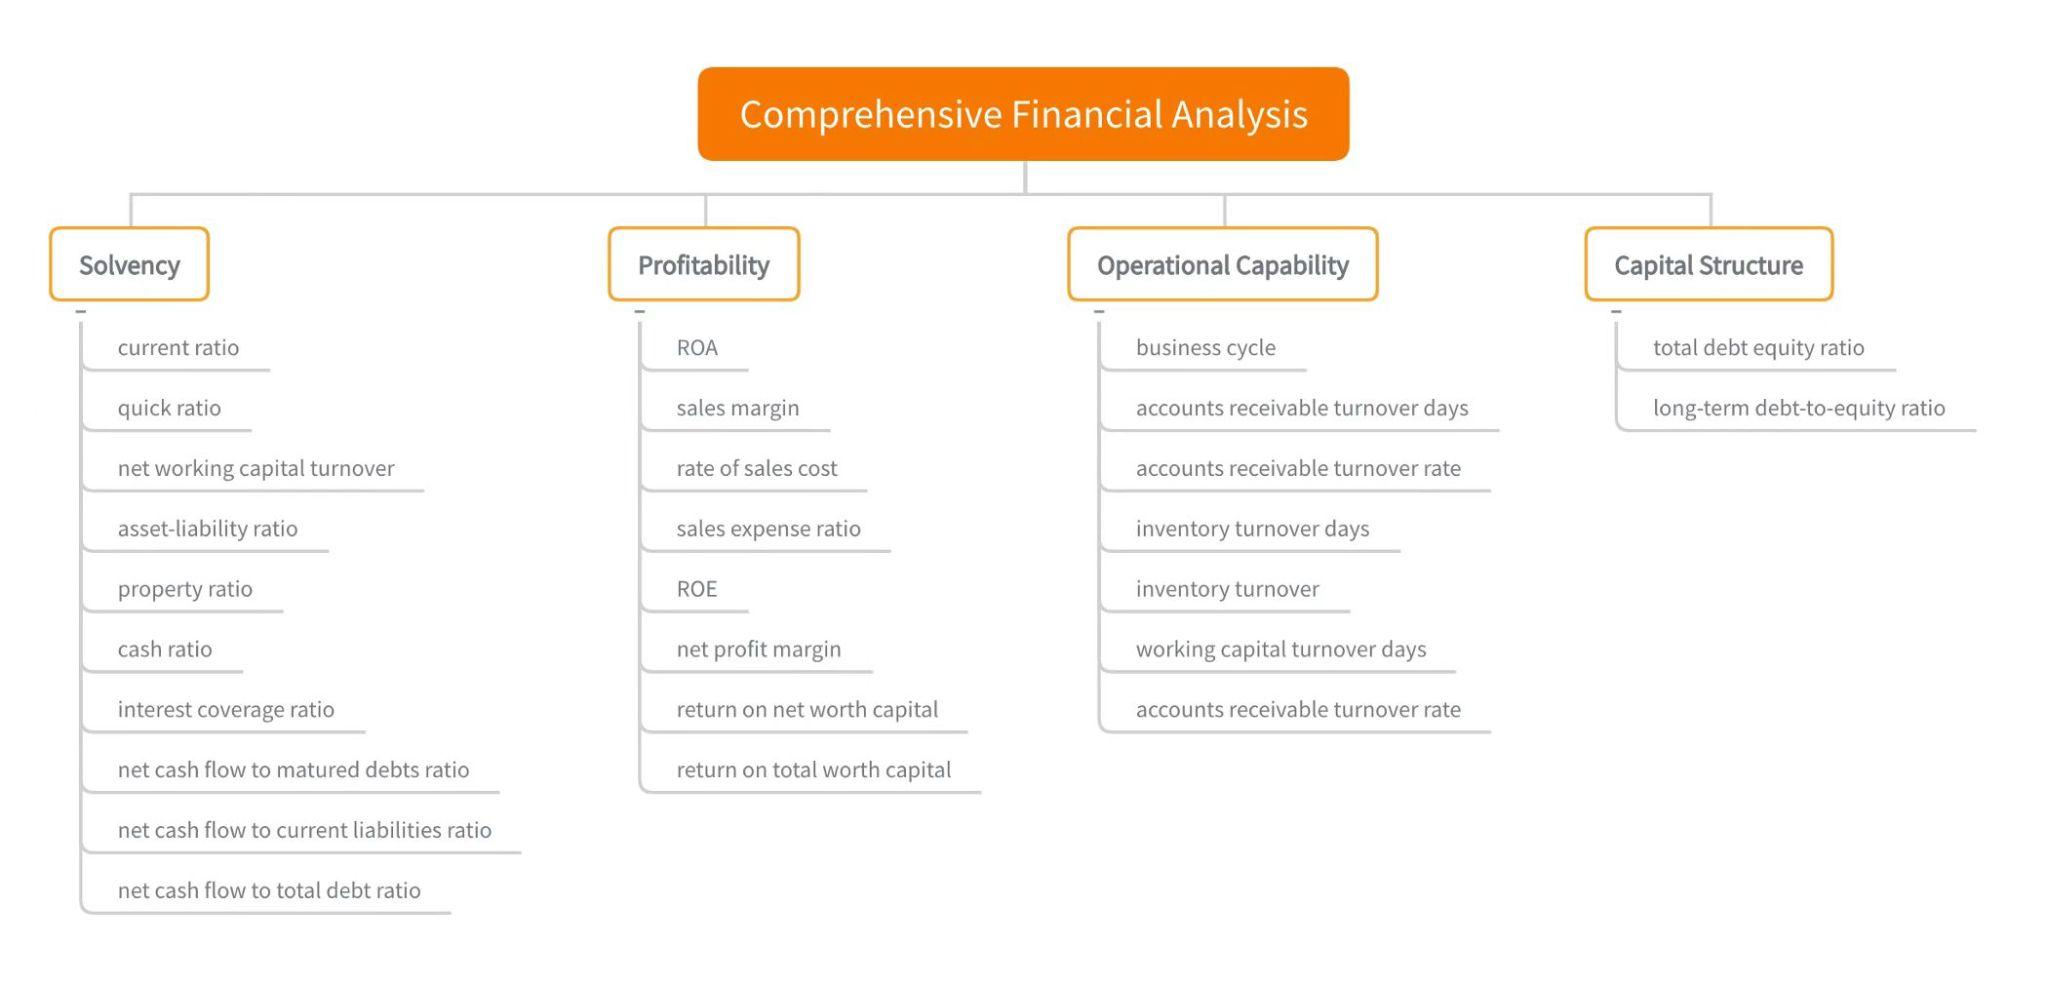 Comprehensive Financial Analysis
Solvency
current ratio
quick ratio
net working capital turnover
asset-liability ratio
property ratio
cash ratio
interest coverage ratio
net cash flow to matured debts ratio
net cash flow to current liabilities ratio
net cash flow to total debt ratio
Profitability
ROA
sales margin
rate of sales cost
sales expense ratio
ROE
net profit margin
return on net worth capital
return on total worth capital
Operational Capability
business cycle
accounts receivable turnover days
accounts receivable turnover rate
inventory turnover days
inventory turnover
working capital turnover days
accounts receivable turnover rate
Capital Structure
total debt equity ratio
long-term debt-to-equity ratio